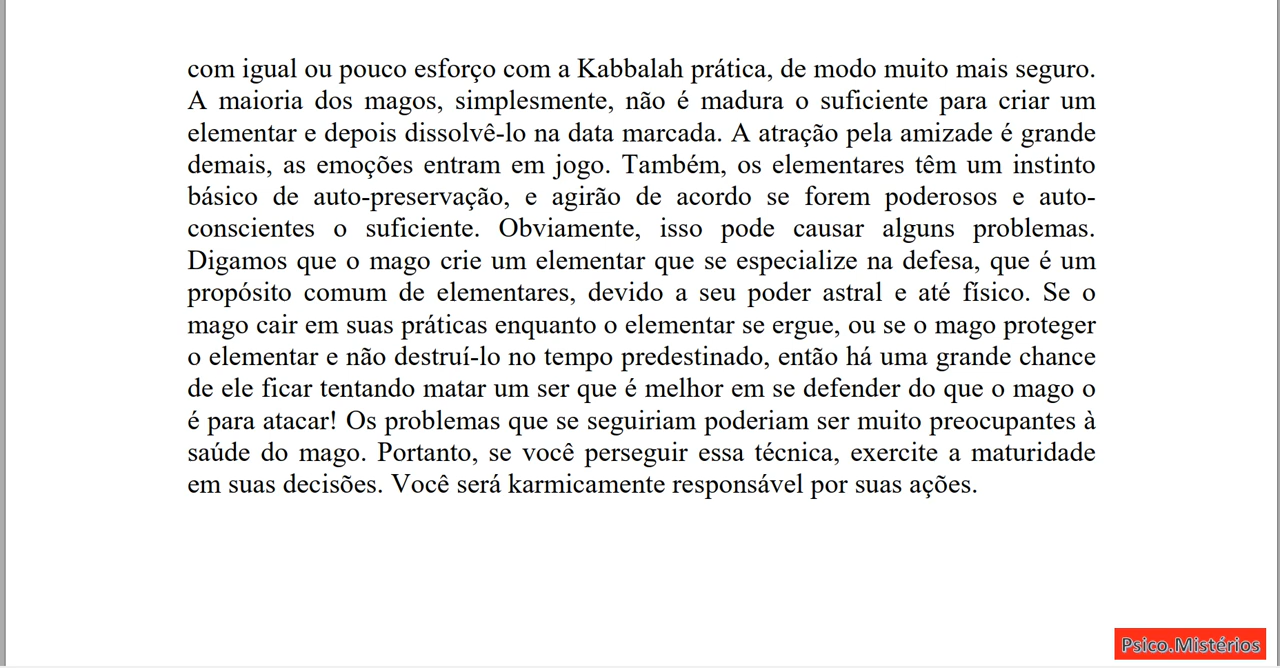 com igual ou pouco esforço com a Kabbalah prática, de modo muito mais seguro.
A maioria dos magos, simplesmente, não é madura o suficiente para criar um
elementar e depois dissolvê-lo na data marcada. A atração pela amizade é grande
demais, as emoções entram em jogo. Também, os elementares têm um instinto
básico de auto-preservação, e agirão de acordo se forem poderosos e auto-
conscientes o suficiente. Obviamente, isso pode causar alguns problemas.
Digamos que o mago crie um elementar que se especialize na defesa, que é um
propósito comum de elementares, devido a seu poder astral e até físico. Se o
mago cair em suas práticas enquanto o elementar se ergue, ou se o mago proteger
o elementar e não destruí-lo no tempo predestinado, então há uma grande chance
de ele ficar tentando matar um ser que é melhor em se defender do que o mago o
é para atacar! Os problemas que se seguiriam poderiam ser muito preocupantes à
saúde do mago. Portanto, se você perseguir essa técnica, exercite a maturidade
em suas decisões. Você será karmicamente responsável por suas ações.
Psico.Mistérios